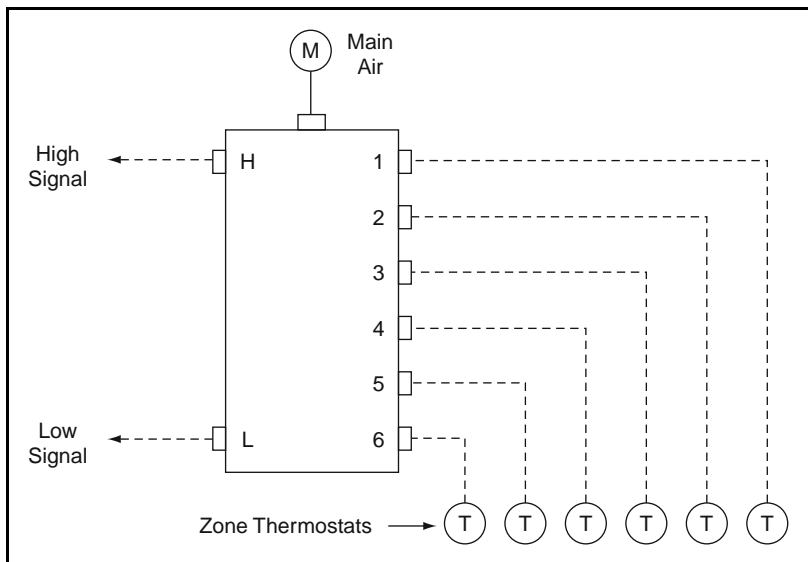 M
Main
Air
High
Signal
H
1
2
3
4
5
Low
Signal
L
6
Zone Thermostats
T T T T T T